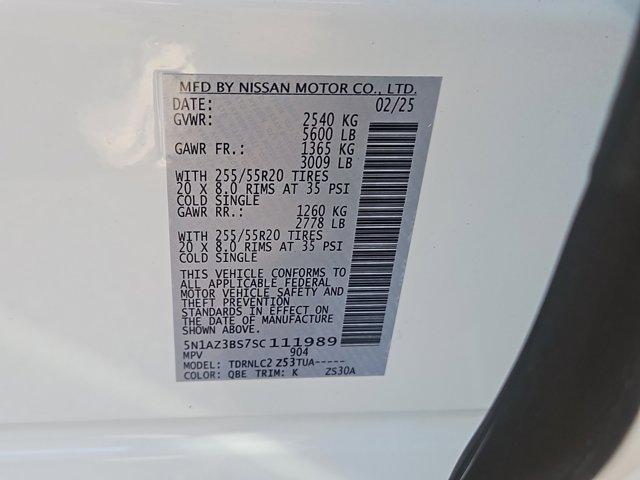 MFD BY NISSAN MOTOR CO., LTD.
DATE: 02/25
GVWR: 2540 KG
5600 LB
GAWR FR.: 1365 KG
3009 LB
WITH 255/55R20 TIRES
20 X 8.0 RIMS AT 35 PSI
COLD SINGLE
GAWR RR.: 1260 KG
2778 LB
WITH 255/55R20 TIRES
20 X 8.0 RIMS AT 35 PSI
COLD SINGLE
THIS VEHICLE CONFORMS TO
ALL APPLICABLE FEDERAL
MOTOR VEHICLE SAFETY AND
THEFT PREVENTION
STANDARDS IN EFFECT ON
THE DATE OF MANUFACTURE
SHOWN ABOVE.
5N1AZ3BS7SC111989
MPV 904
MODEL: TDRNLC2 Z53TUA-----
COLOR: QBE TRIM: K ZS30A